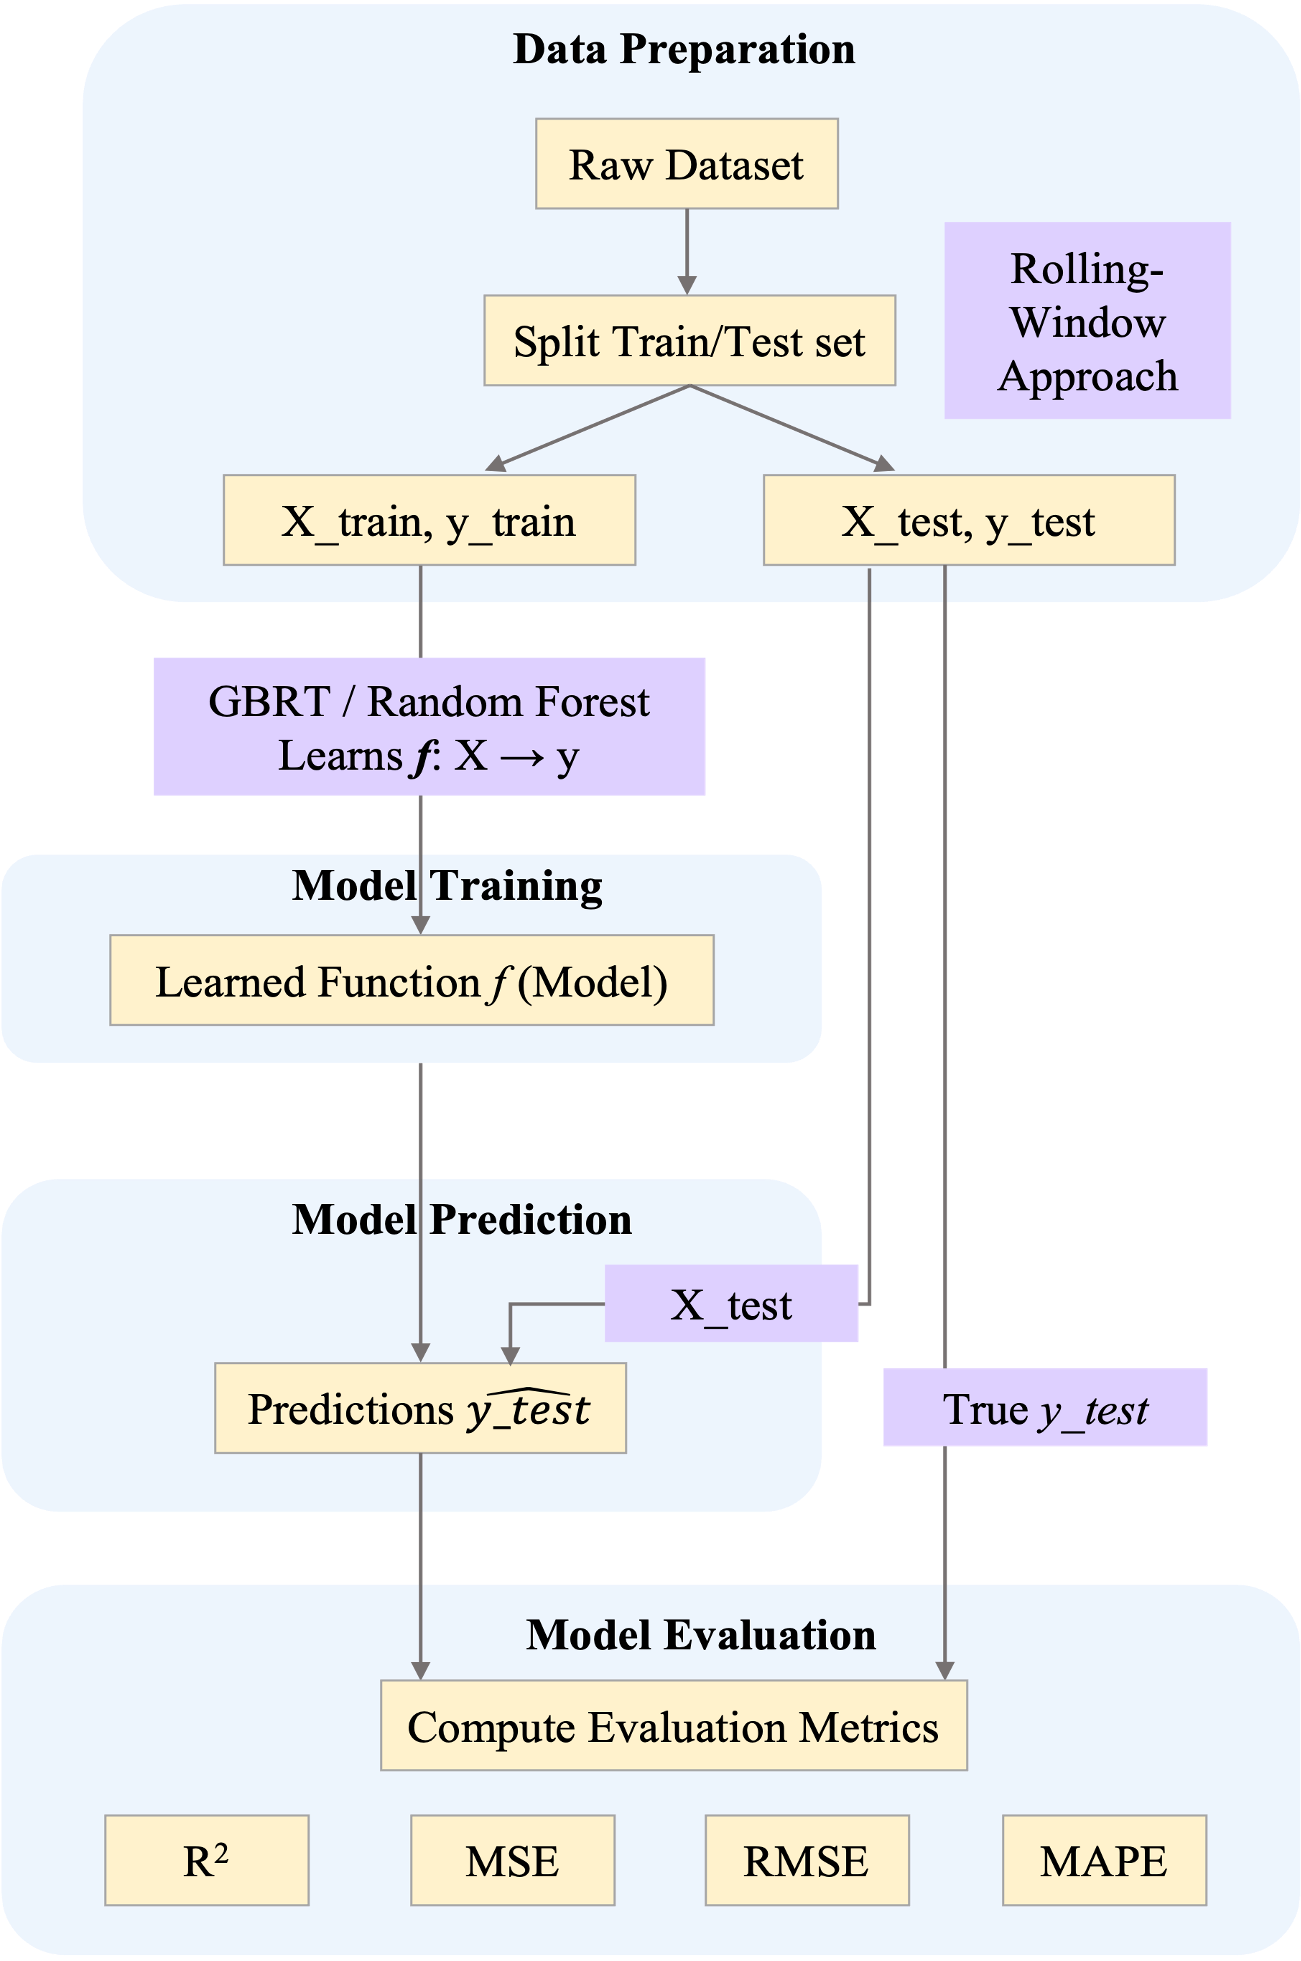 Data Preparation
Raw Dataset
Rolling-
Window
Approach
Split Train/Test set
X_train, y_train
X_test, y_test
GBRT / Random Forest
Learns f: X → y
Model Training
Learned Function f (Model)
Model Prediction
X_test
Predictions \widehat{y_test}
True y_test
Model Evaluation
Compute Evaluation Metrics
R²
MSE
RMSE
MAPE